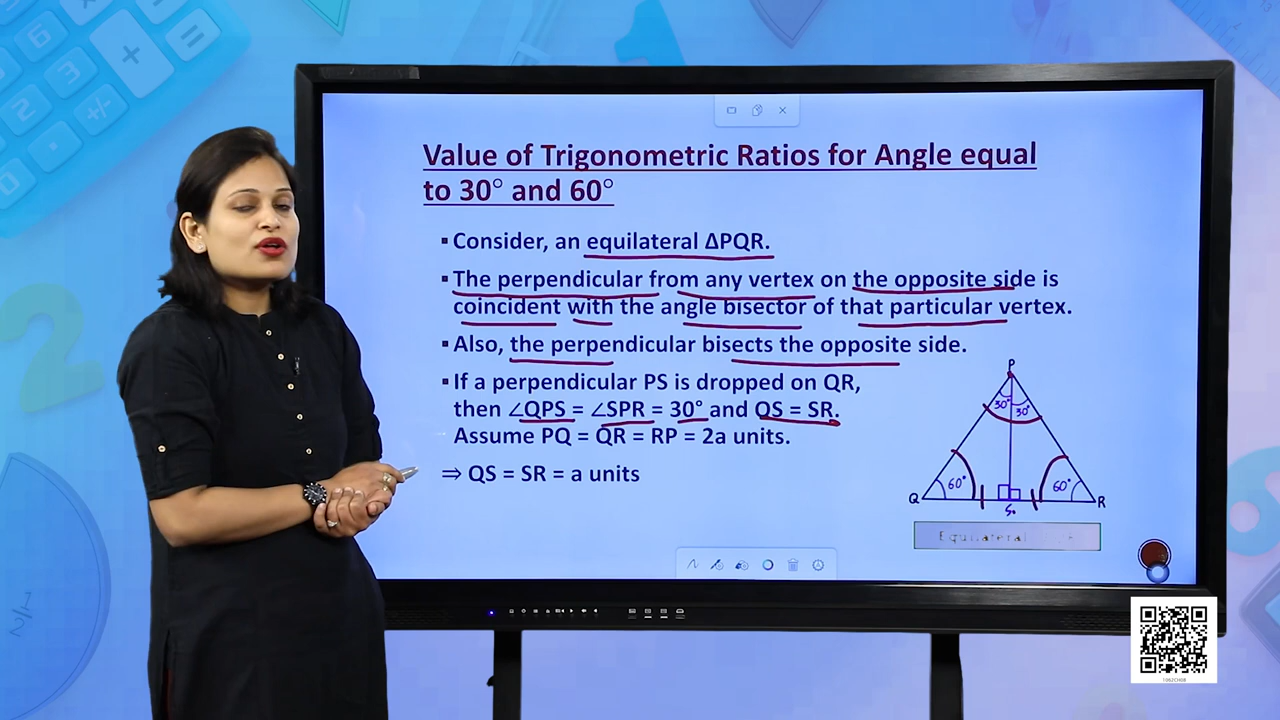 Value of Trigonometric Ratios for Angle equal
to 30° and 60°
▪Consider, an equilateral ΔPQR.
▪The perpendicular from any vertex on the opposite side is
coincident with the angle bisector of that particular vertex.
▪Also, the perpendicular bisects the opposite side.
▪If a perpendicular PS is dropped on QR,
then ∠QPS = ∠SPR = 30° and QS = SR.
Assume PQ = QR = RP = 2a units.
⇒ QS = SR = a units
P
30° 30°
60° 60°
Q S R
Equilateral